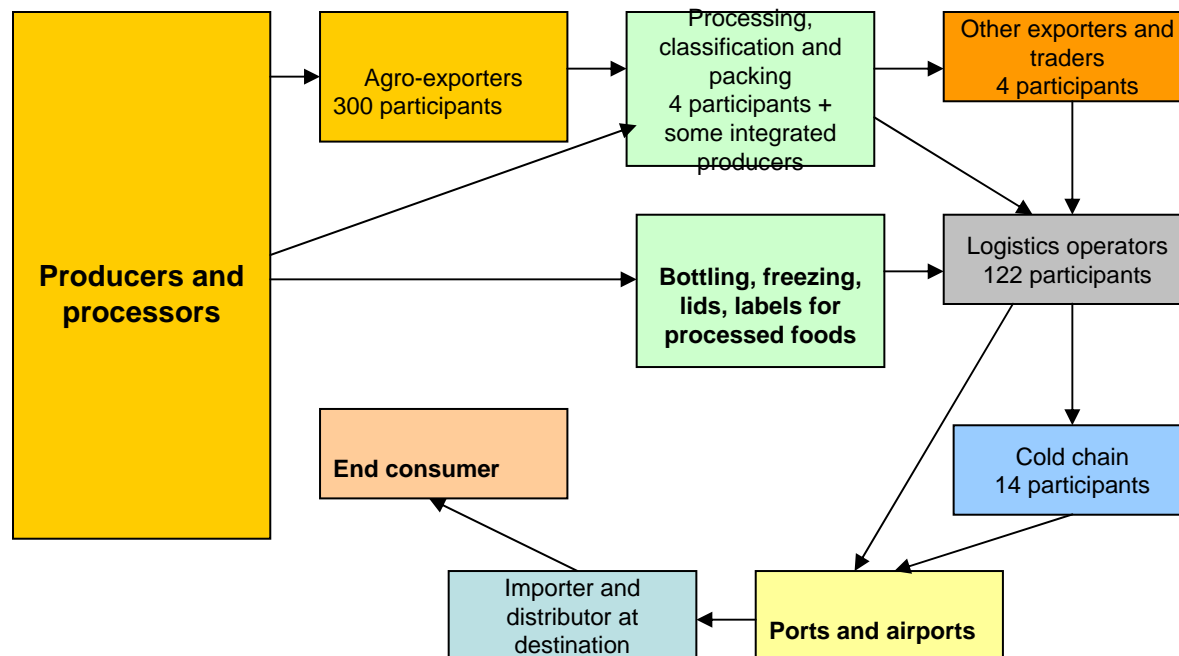 Processing,
classification and
packing
4 participants +
some integrated
producers
Other exporters and
traders
4 participants
Agro-exporters
300 participants
Producers and
processors
Bottling, freezing,
lids, labels for
processed foods
Logistics operators
122 participants
End consumer
Cold chain
14 participants
Importer and
distributor at
destination
Ports and airports